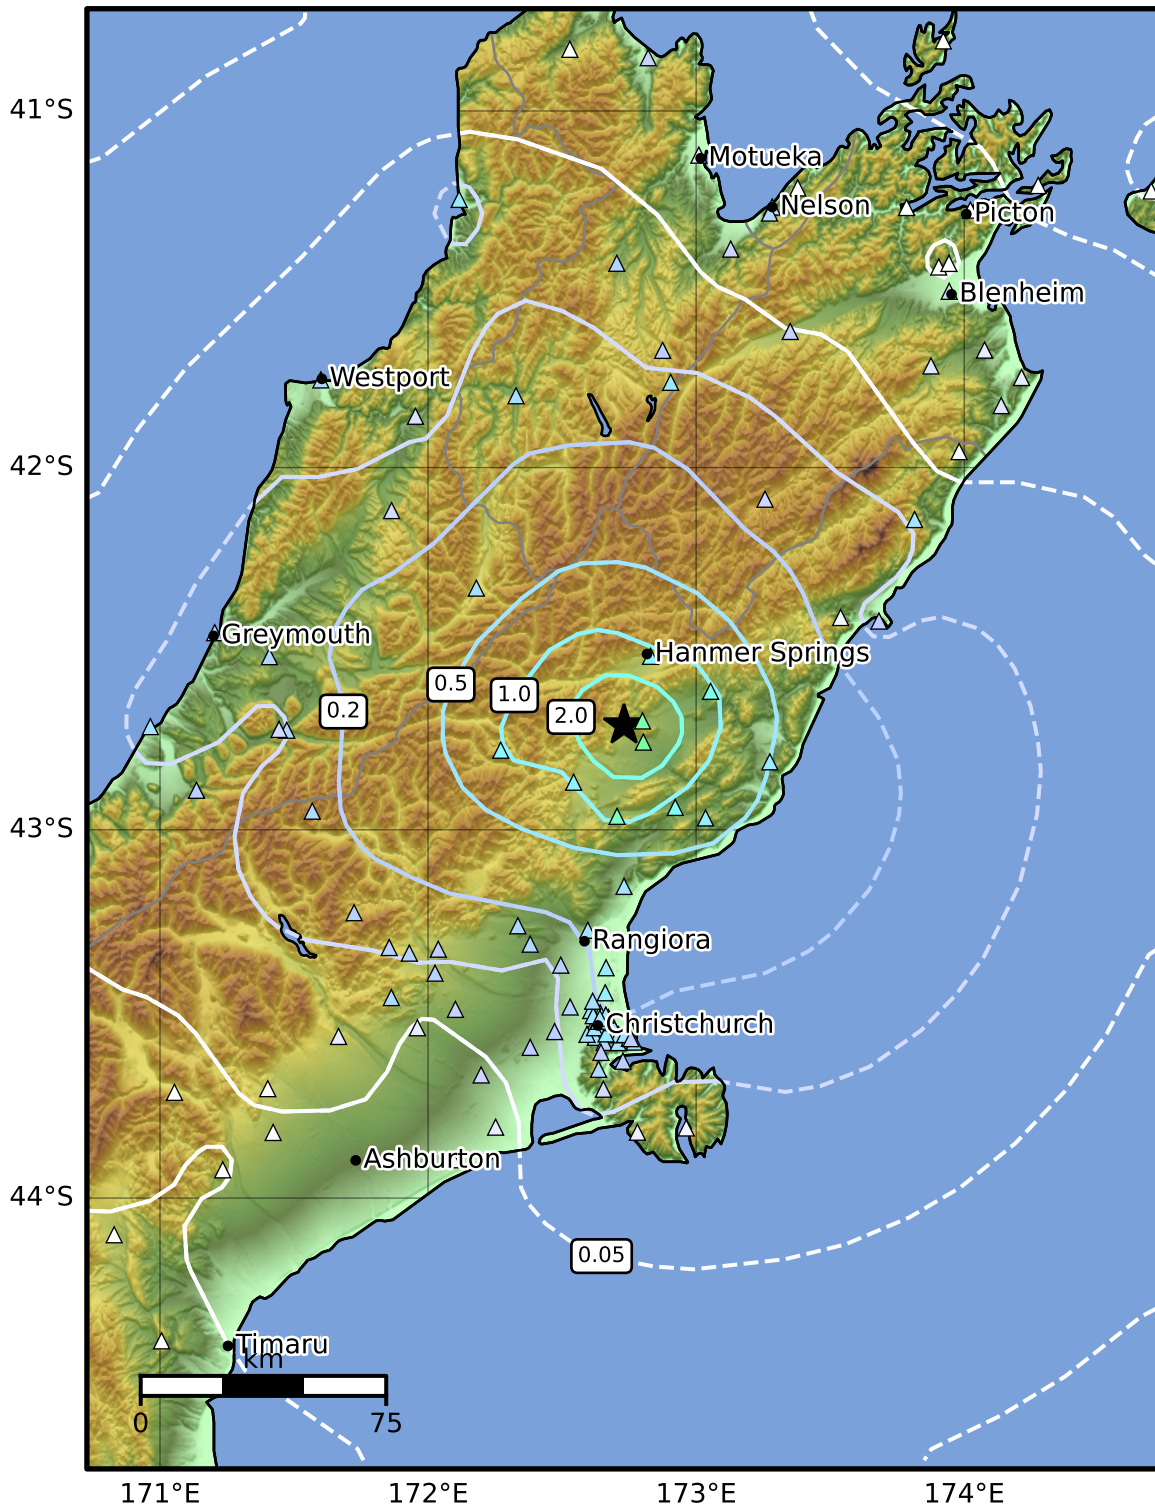 41°S
Motueka
Nelson
Picton
Blenheim
Westport
42°S
Greymouth
Hanmer Springs
0.5
1.0
0.2
2.0
43°S
Rangiora
Christchurch
Ashburton
44°S
0.05
Timaru
km
0 75
171°E 172°E 173°E 174°E